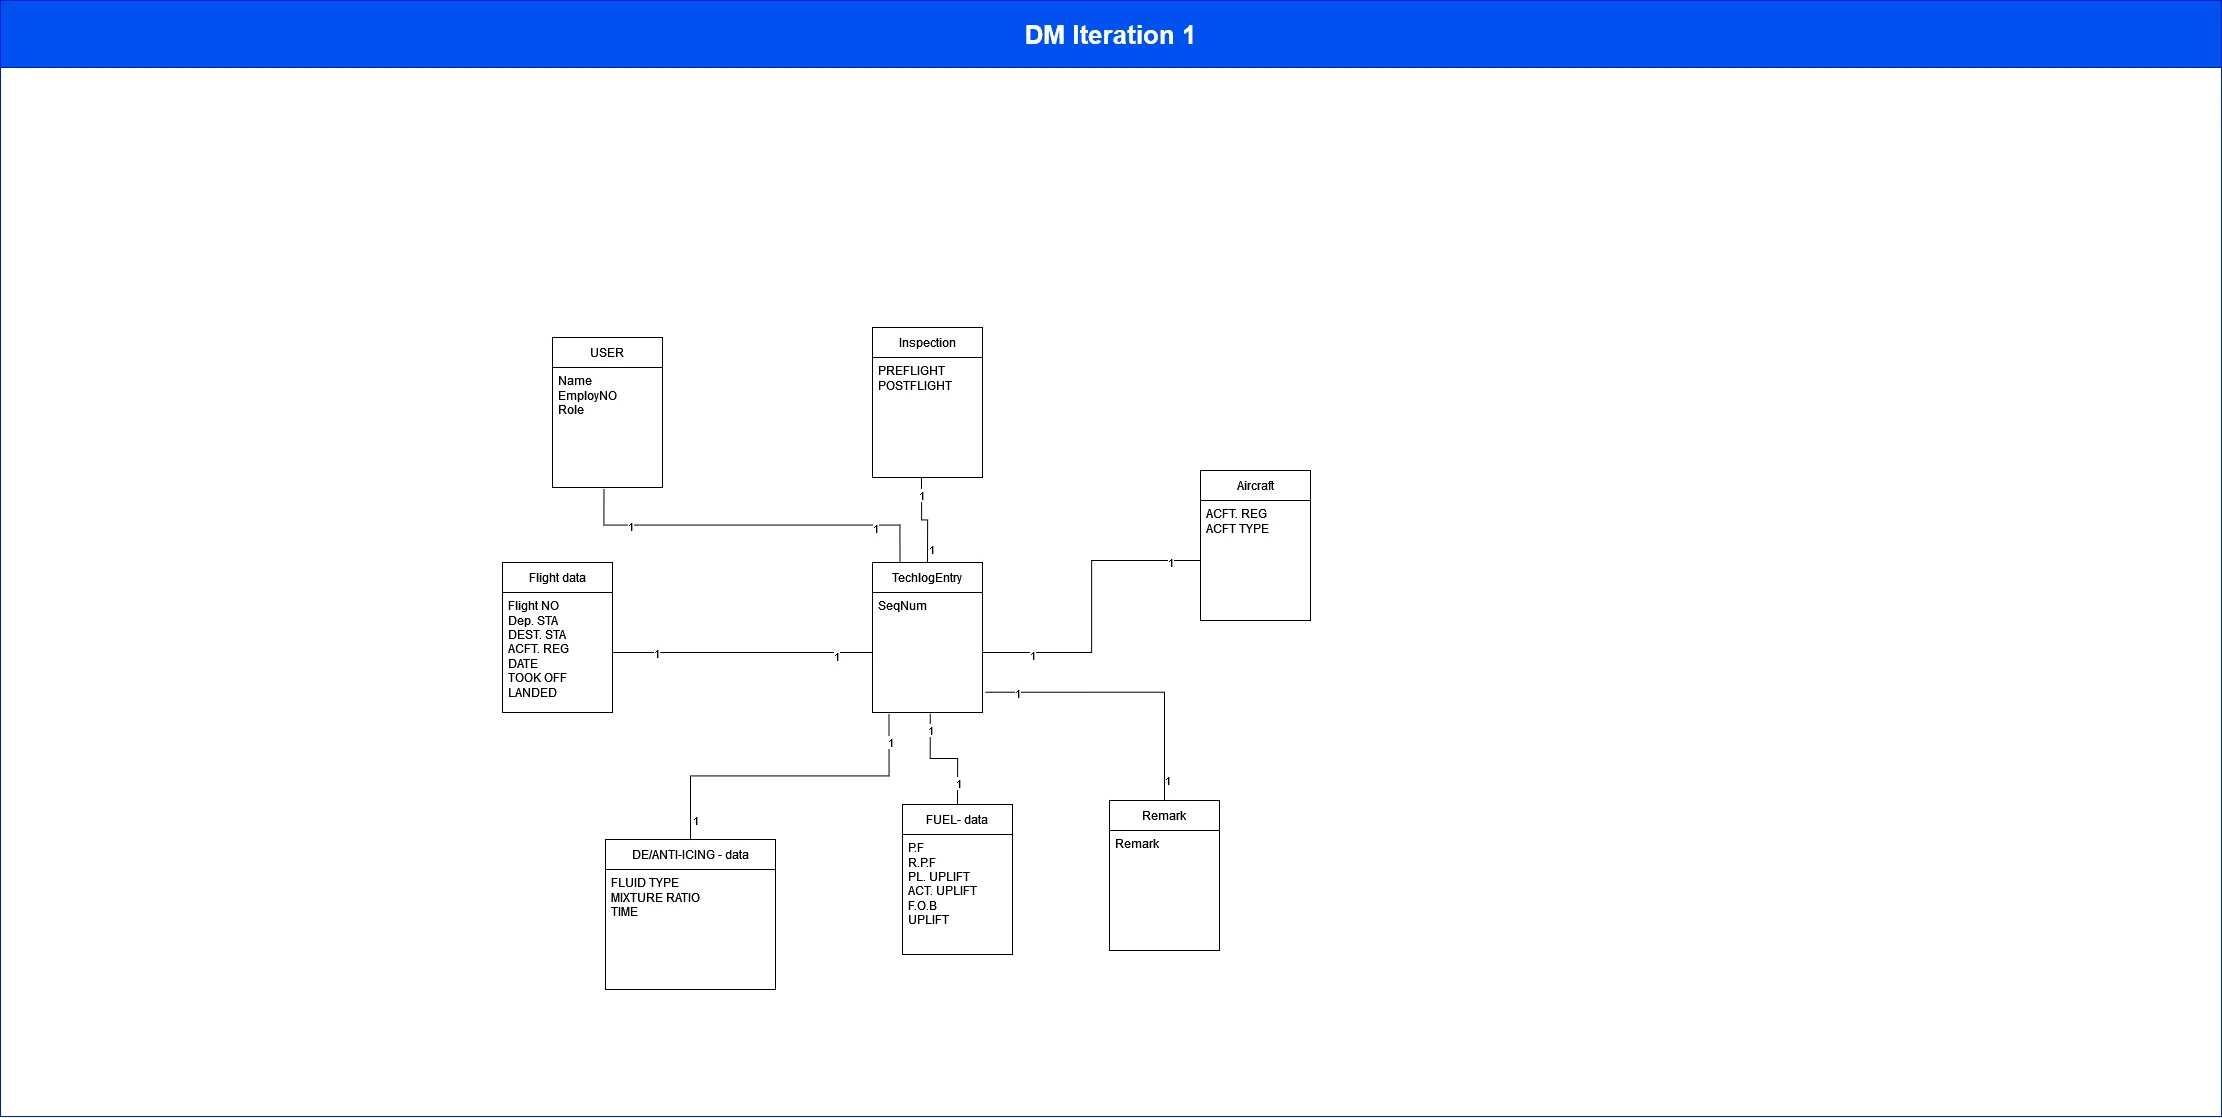 DM Iteration 1
USER
Name
EmployNO
Role
Inspection
PREFLIGHT
POSTFLIGHT
Aircraft
ACFT. REG
ACFT TYPE
1
1
1
1
1
1
Flight data
Flight NO
Dep. STA
DEST. STA
ACFT. REG
DATE
TOOK OFF
LANDED
TechlogEntry
SeqNum
1
1
1
1
1
1
1
1
DE/ANTI-ICING - data
FLUID TYPE
MIXTURE RATIO
TIME
FUEL- data
P.F
R.P.F
PL. UPLIFT
ACT. UPLIFT
F.O.B
UPLIFT
Remark
Remark